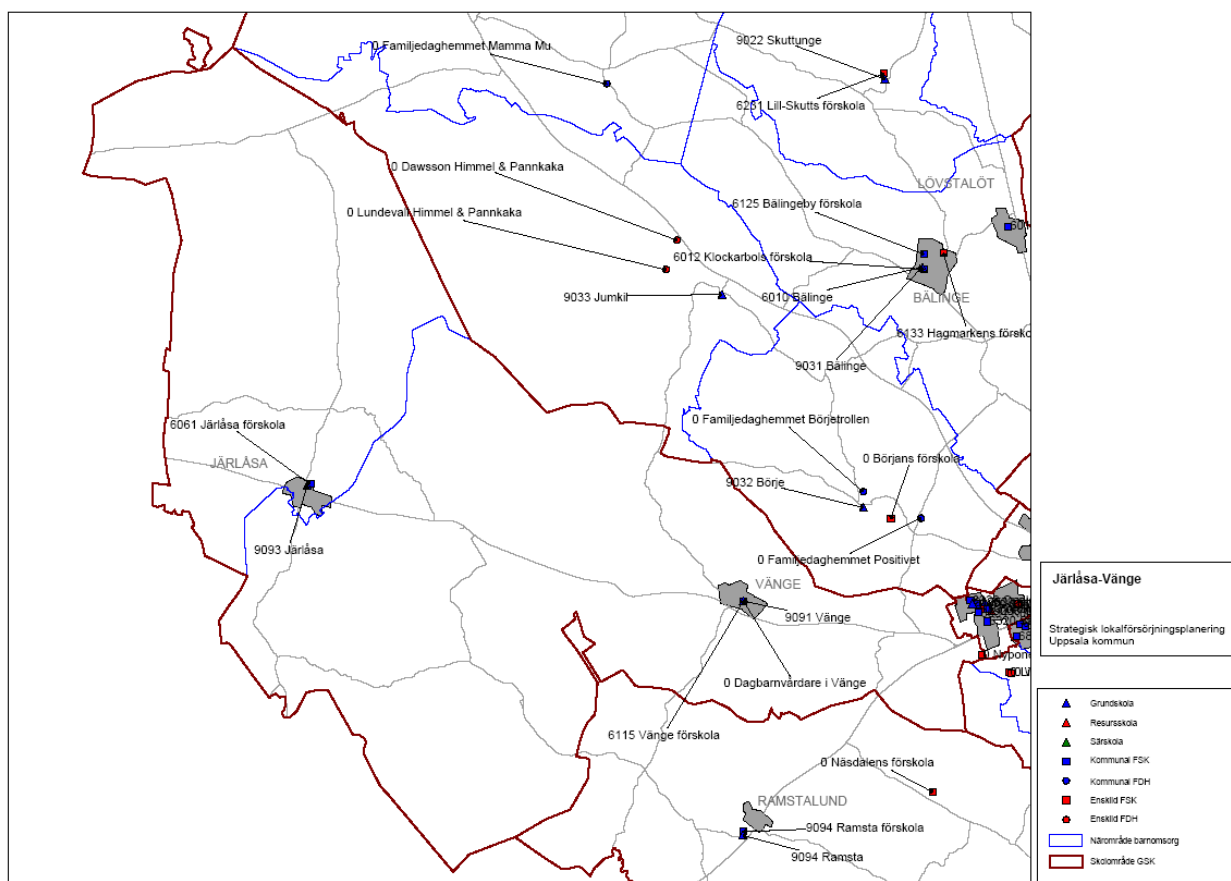 0 Familjedaghemmet Mamma Mu
9022 Skuttunge
6261 Lill-Skutts förskola
0 Dawsson Himmel & Pannkaka
LÖVSTALÖT
0 Lundevall Himmel & Pannkaka
6125 Bälingeby förskola
6012 Klockarbols förskola
9033 Jumkil
6010 Bälinge
BÄLINGE
6133 Hagmarkens försko
9031 Bälinge
6061 Järlåsa förskola
0 Familjedaghemmet Börjetrollen
JÄRLÅSA
0 Börjans förskola
9032 Börje
9093 Järlåsa
0 Familjedaghemmet Positivet
VÄNGE
9091 Vänge
0 Dagbarnvårdare i Vänge
6115 Vänge förskola
0 Näsdalens förskola
RAMSTALUND
9094 Ramsta förskola
9094 Ramsta
Järlåsa-Vänge
Strategisk lokalförsörjningsplanering
Uppsala kommun
Grundskola
Resursskola
Särskola
Kommunal FSK
Kommunal FDH
Enskild FSK
Enskild FDH
Närområde barnomsorg
Skolområde GSK